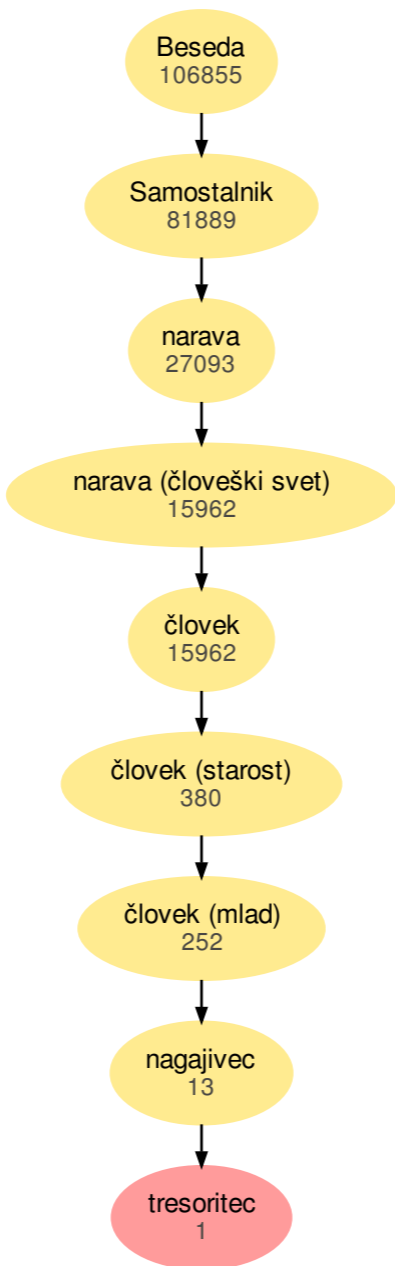 Beseda
106855
Samostalnik
81889
narava
27093
narava (človeški svet)
15962
človek
15962
človek (starost)
380
človek (mlad)
252
nagajivec
13
tresoritec
1